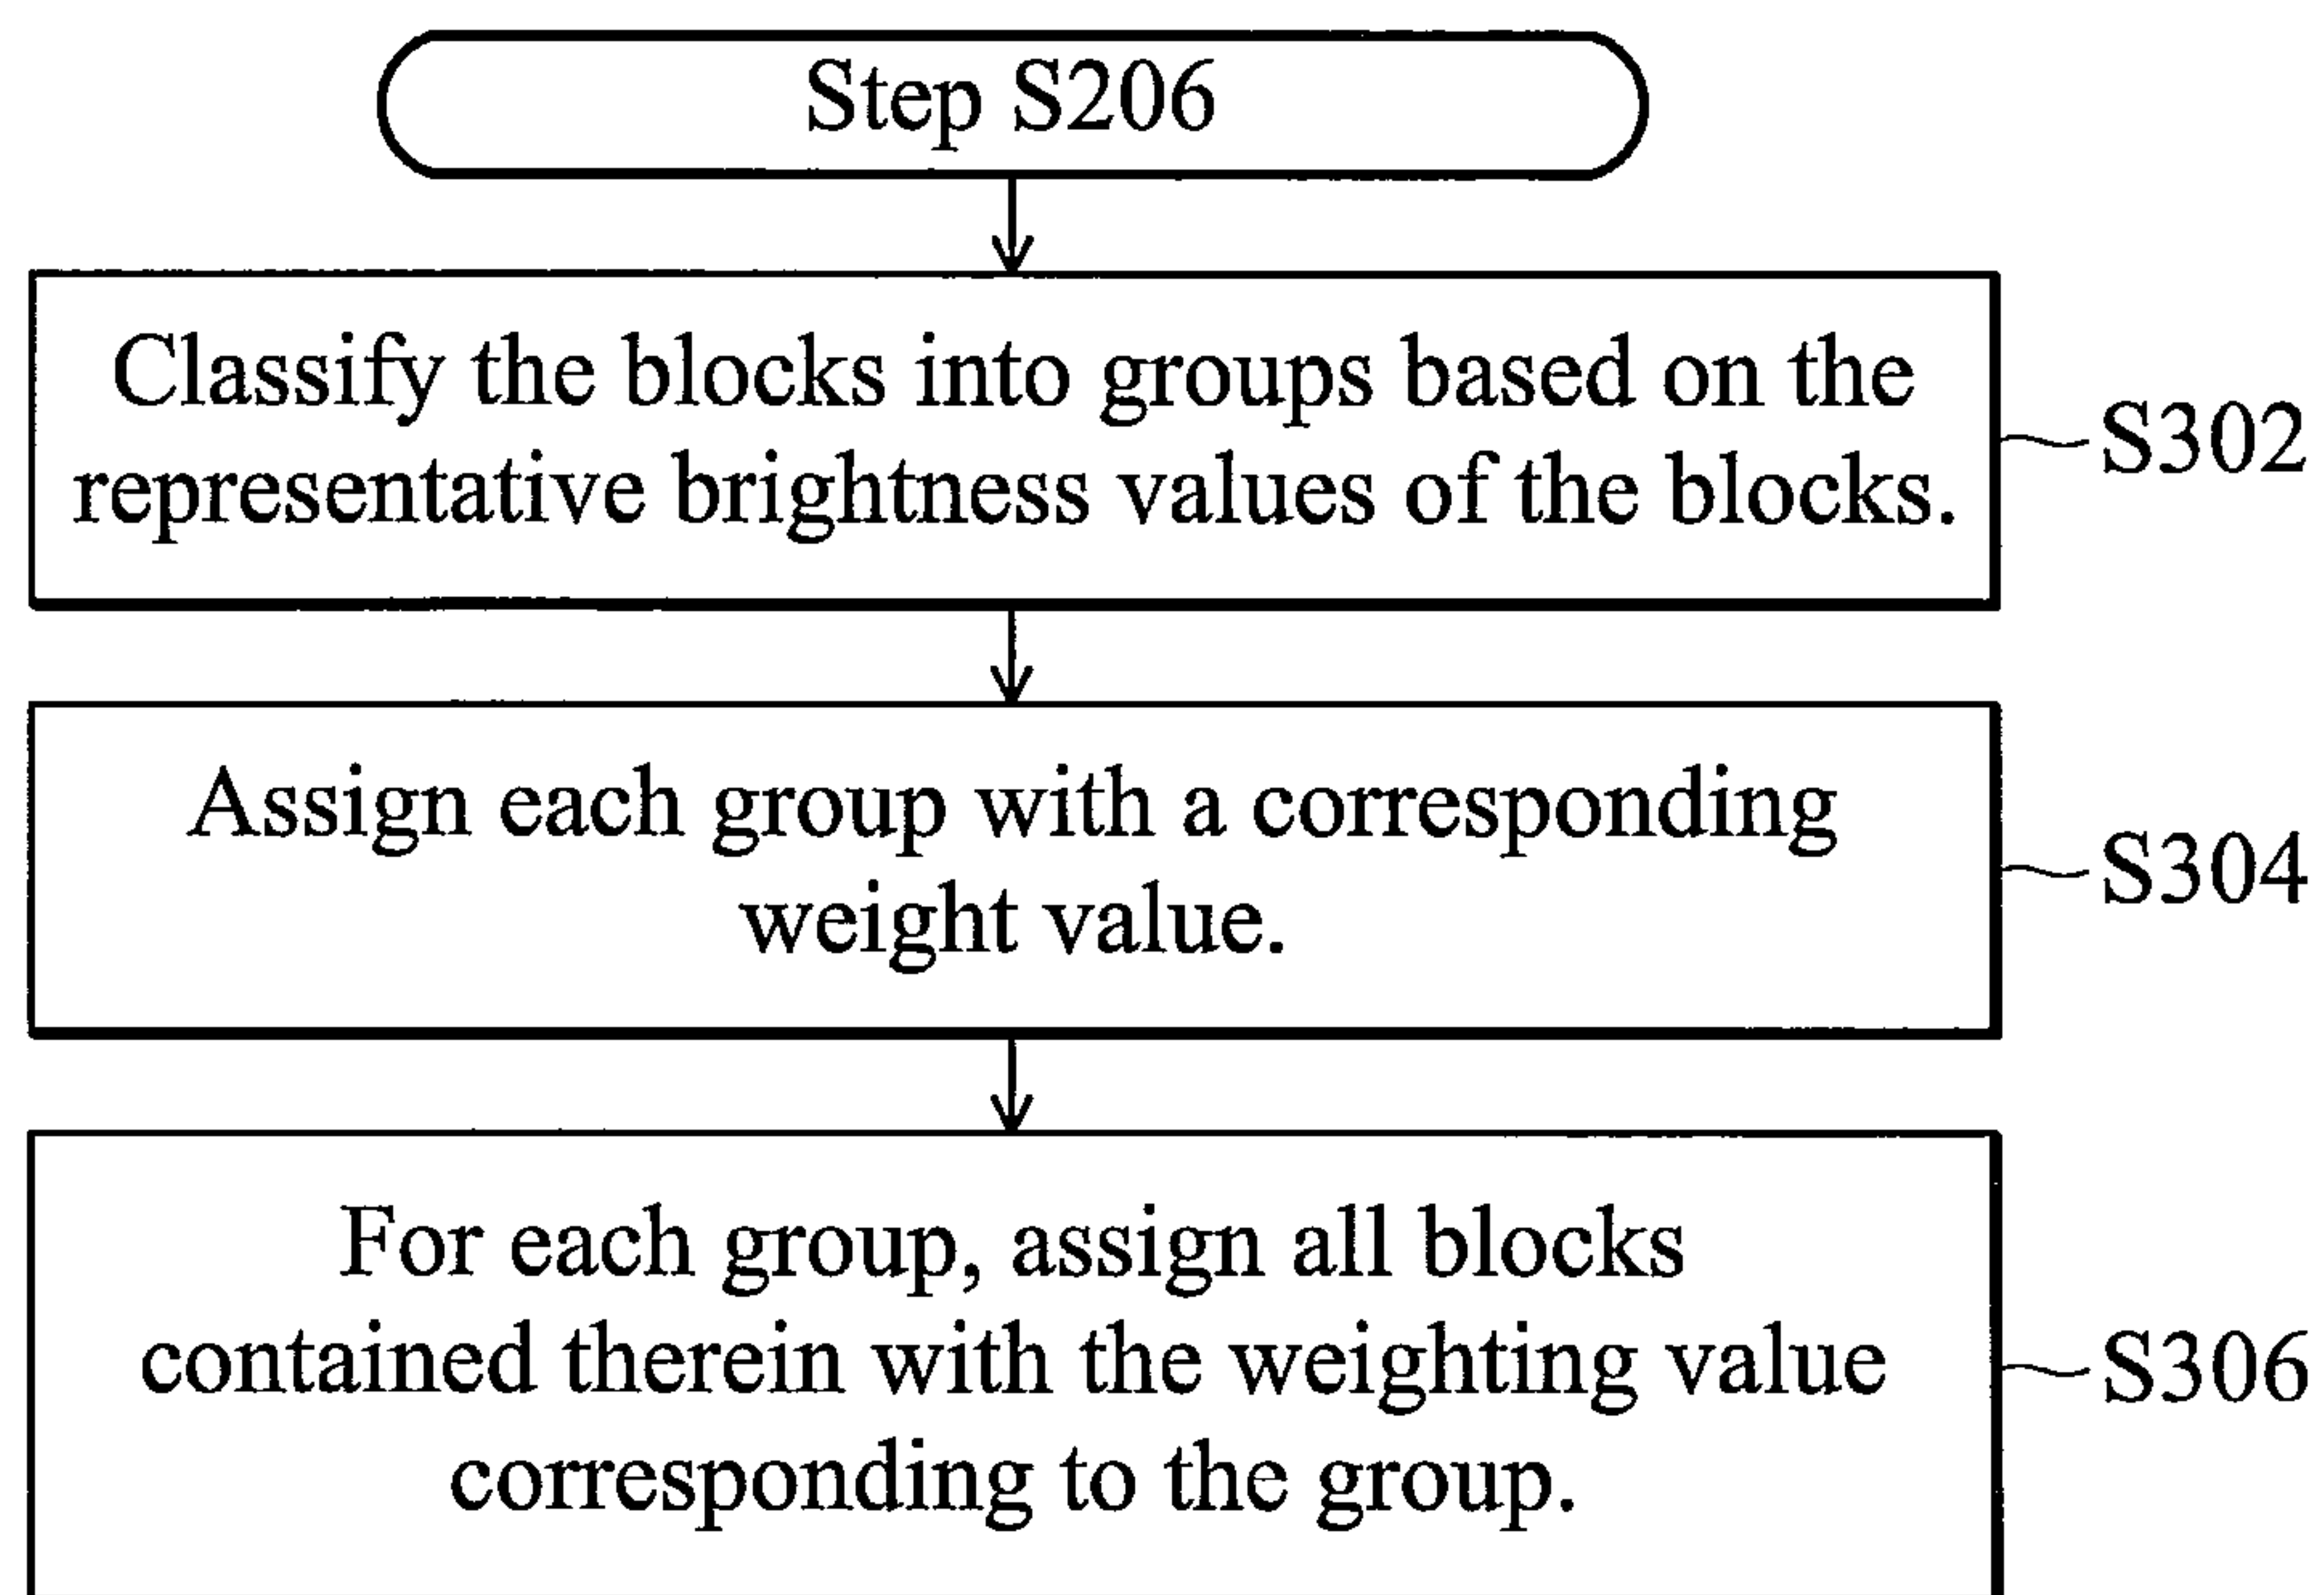 Step S206
Classify the blocks into groups based on the
representative brightness values of the blocks.
S302
Assign each group with a corresponding
weight value.
S304
For each group, assign all blocks
contained therein with the weighting value
corresponding to the group.
S306